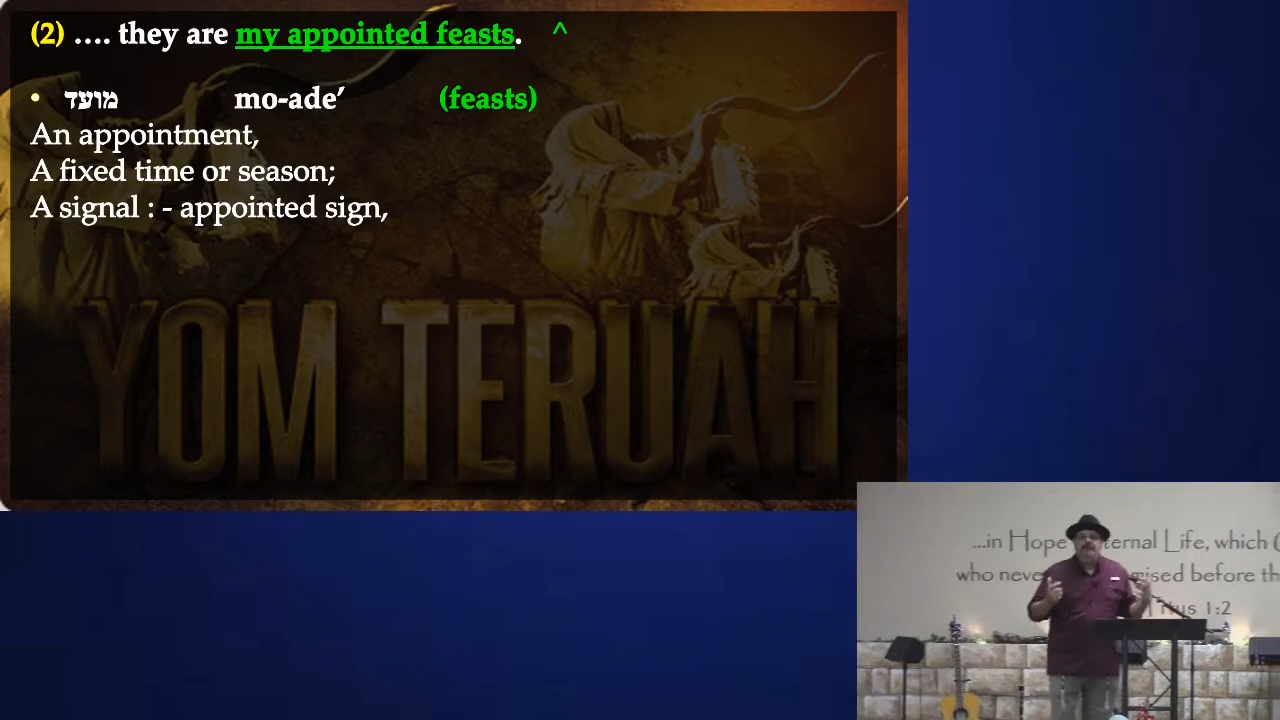 (2) …. they are my appointed feasts. ^
• מועד mo-ade’ (feasts)
An appointment,
A fixed time or season;
A signal : - appointed sign,
YOM TERUAH
...in Hope ternal Life, which
who neve mised before th
Titus 1:2